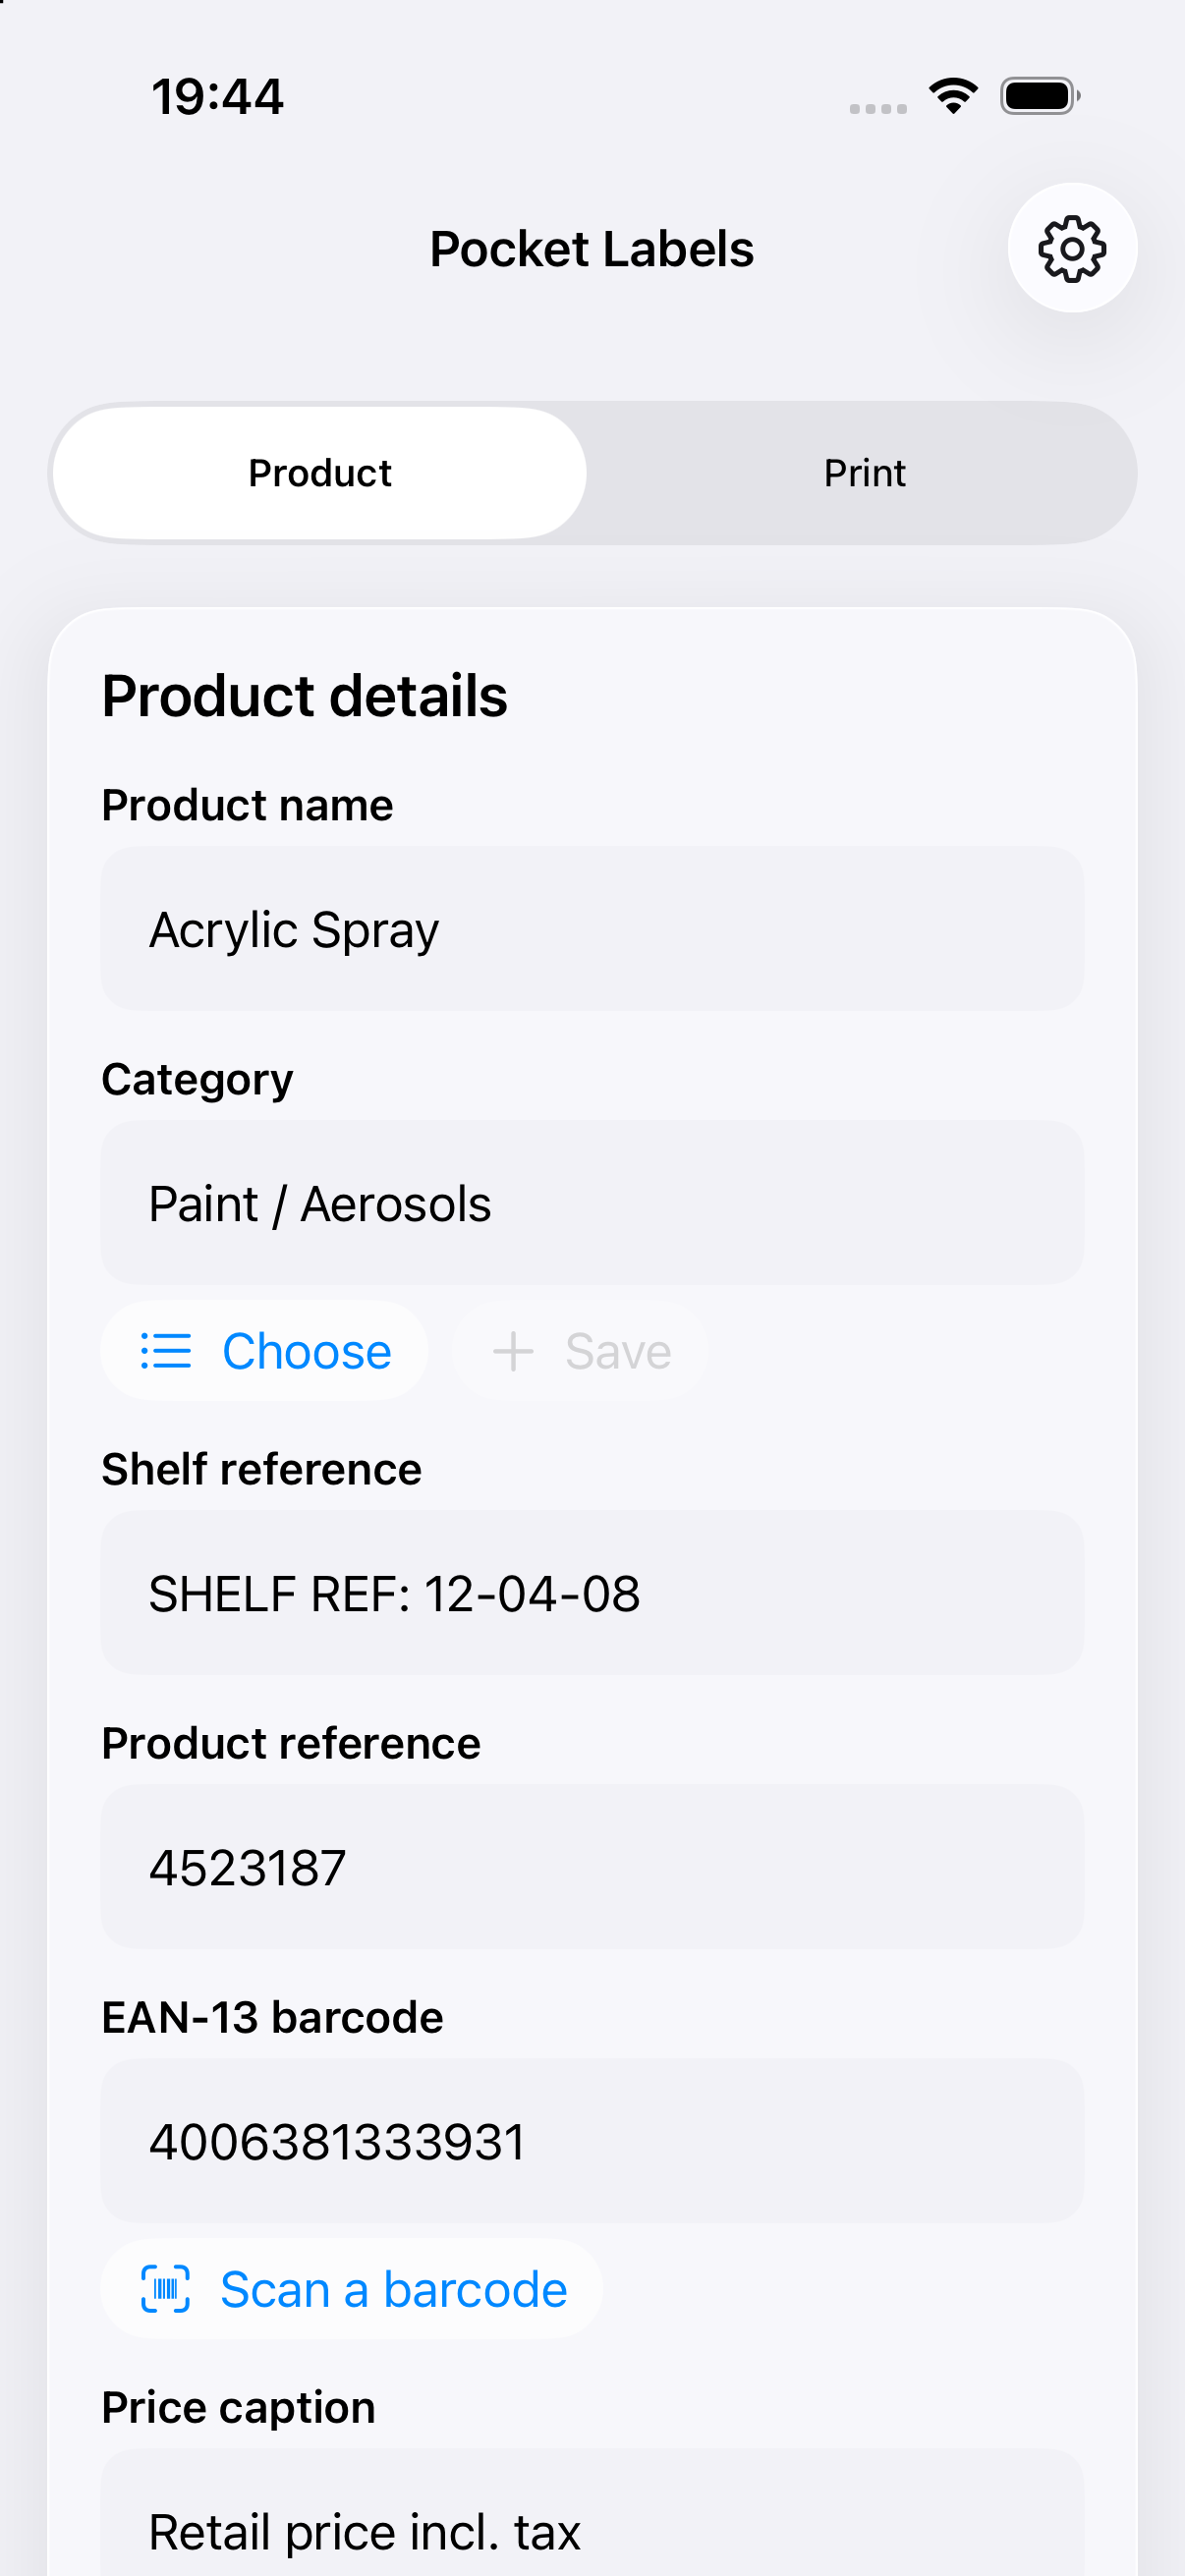 19:44
Pocket Labels
Product
Print
Product details
Product name
Acrylic Spray
Category
Paint / Aerosols
Choose
Save
Shelf reference
SHELF REF: 12-04-08
Product reference
4523187
EAN-13 barcode
4006381333931
Scan a barcode
Price caption
Retail price incl. tax